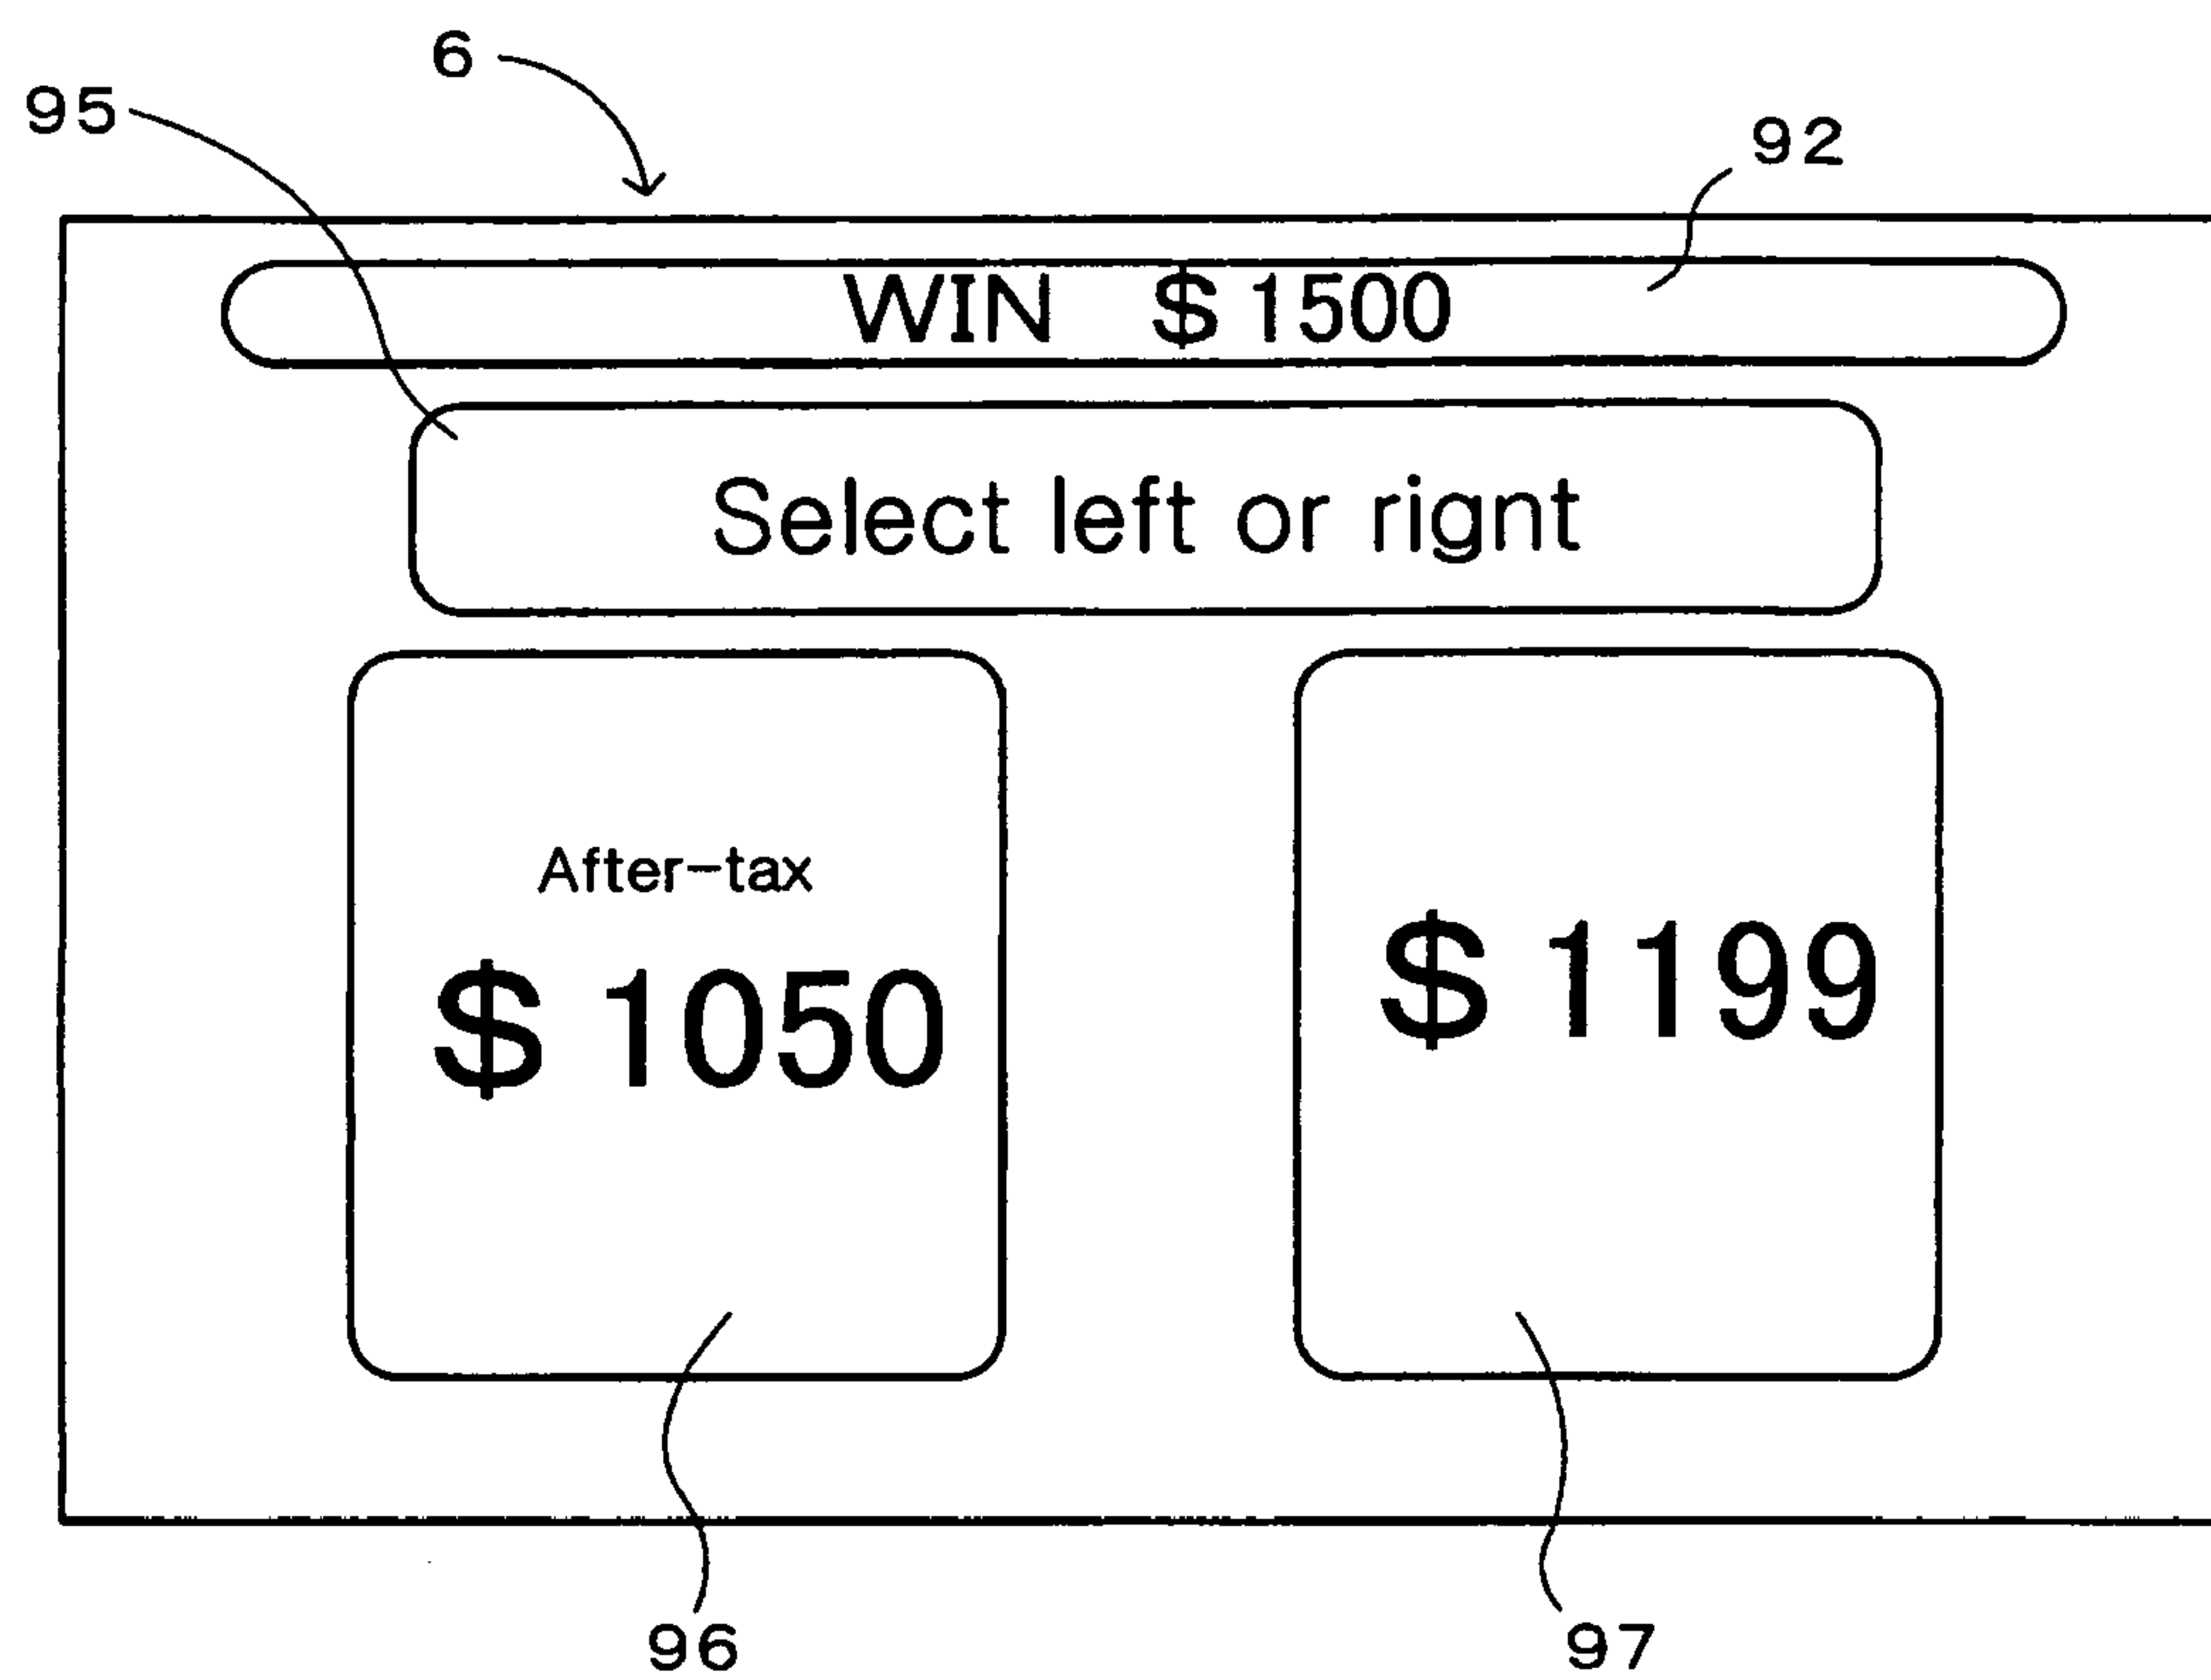 6
95
92
WIN $ 1500
Select left or rignt
After-tax
$ 1050
$ 1199
96
97